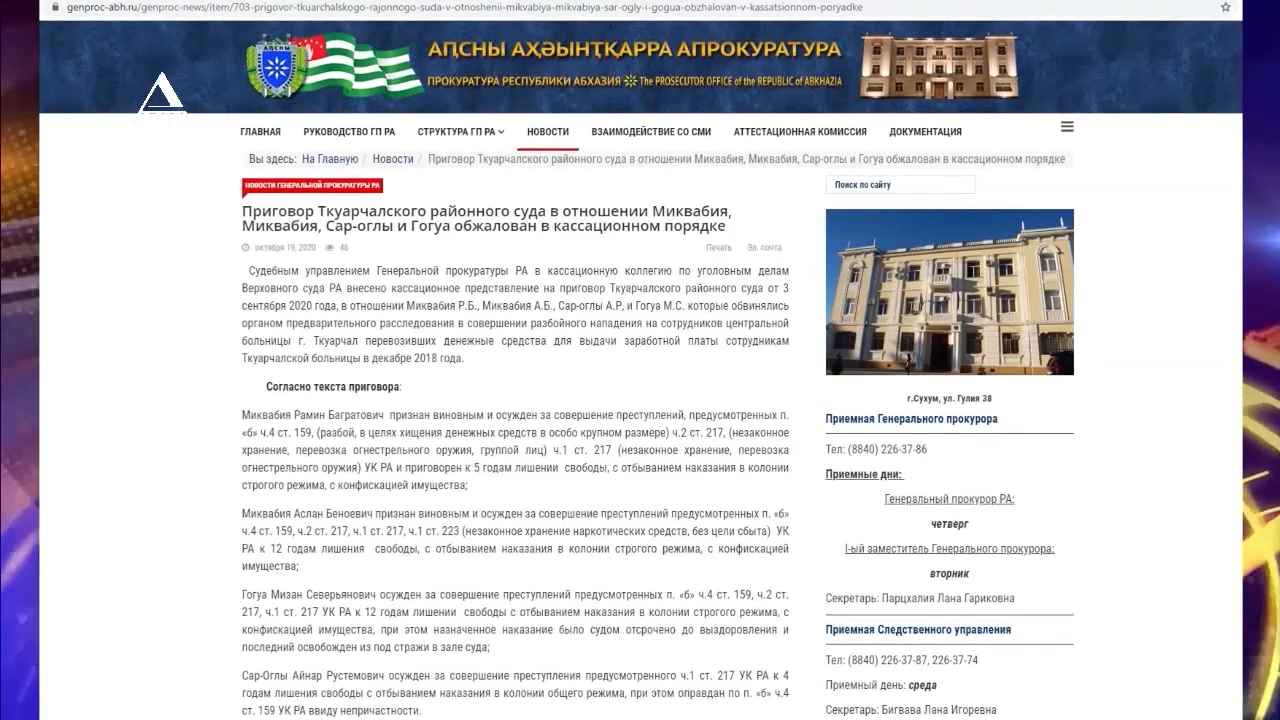 genproc-abh.ru/genproc-news/item/703-prigovor-tkuarchalskogo-rajonnogo-suda-v-otnoshenii-mikvabiya-mikvabiya-sar-ogly-i-gogua-obzhalovan-v-kassatsionnom-poryadke
АԤСНЫ АҲӘЫНҬҚАРРА АПРОКУРАТУРА
ПРОКУРАТУРА РЕСПУБЛИКИ АБХАЗИЯ The PROSECUTOR OFFICE of the REPUBLIC of ABKHAZIA
ГЛАВНАЯ РУКОВОДСТВО ГП РА СТРУКТУРА ГП РА НОВОСТИ ВЗАИМОДЕЙСТВИЕ СО СМИ АТТЕСТАЦИОННАЯ КОМИССИЯ ДОКУМЕНТАЦИЯ
Вы здесь: На Главную / Новости / Приговор Ткуарчалского районного суда в отношении Миквабия, Миквабия, Сар-оглы и Гогуа обжалован в кассационном порядке
НОВОСТИ ГЕНЕРАЛЬНОЙ ПРОКУРАТУРЫ РА
Приговор Ткуарчалского районного суда в отношении Миквабия,
Миквабия, Сар-оглы и Гогуа обжалован в кассационном порядке
октября 19, 2020 46 Печать Эл. почта
Судебным управлением Генеральной прокуратуры РА в кассационную коллегию по уголовным делам
Верховного суда РА внесено кассационное представление на приговор Ткуарчалского районного суда от 3
сентября 2020 года, в отношении Миквабия Р.Б., Миквабия А.Б., Сар-оглы А.Р, и Гогуа М.С. которые обвинялись
органом предварительного расследования в совершении разбойного нападения на сотрудников центральной
больницы г. Ткуарчал перевозивших денежные средства для выдачи заработной платы сотрудникам
Ткуарчалской больницы в декабре 2018 года.
Согласно текста приговора:
Миквабия Рамин Багратович признан виновным и осужден за совершение преступлений, предусмотренных п.
«б» ч.4 ст. 159, (разбой, в целях хищения денежных средств в особо крупном размере) ч.2 ст. 217, (незаконное
хранение, перевозка огнестрельного оружия, группой лиц) ч.1 ст. 217 (незаконное хранение, перевозка
огнестрельного оружия) УК РА и приговорен к 5 годам лишении свободы, с отбыванием наказания в колонии
строгого режима, с конфискацией имущества;
Миквабия Аслан Беноевич признан виновным и осужден за совершение преступлений предусмотренных п. «б»
ч.4 ст. 159, ч.2 ст. 217, ч.1 ст. 217, ч.1 ст. 223 (незаконное хранение наркотических средств, без цели сбыта) УК
РА к 12 годам лишения свободы, с отбыванием наказания в колонии строгого режима, с конфискацией
имущества;
Гогуа Мизан Северьянович осужден за совершение преступлений предусмотренных п. «б» ч.4 ст. 159, ч.2 ст.
217, ч.1 ст. 217 УК РА к 12 годам лишении свободы с отбыванием наказания в колонии строгого режима, с
конфискацией имущества, при этом назначенное наказание было судом отсрочено до выздоровления и
последний освобожден из под стражи в зале суда;
Сар-Оглы Айнар Рустемович осужден за совершение преступления предусмотренного ч.1 ст. 217 УК РА к 4
годам лишения свободы с отбыванием наказания в колонии общего режима, при этом оправдан по п. «б» ч.4
ст. 159 УК РА ввиду непричастности.
Поиск по сайту
г.Сухум, ул. Гулия 38
Приемная Генерального прокурора
Тел: (8840) 226-37-86
Приемные дни:
Генеральный прокурор РА:
четверг
I-ый заместитель Генерального прокурора:
вторник
Секретарь: Парцхалия Лана Гариковна
Приемная Следственного управления
Тел: (8840) 226-37-87, 226-37-74
Приемный день: среда
Секретарь: Бигвава Лана Игоревна